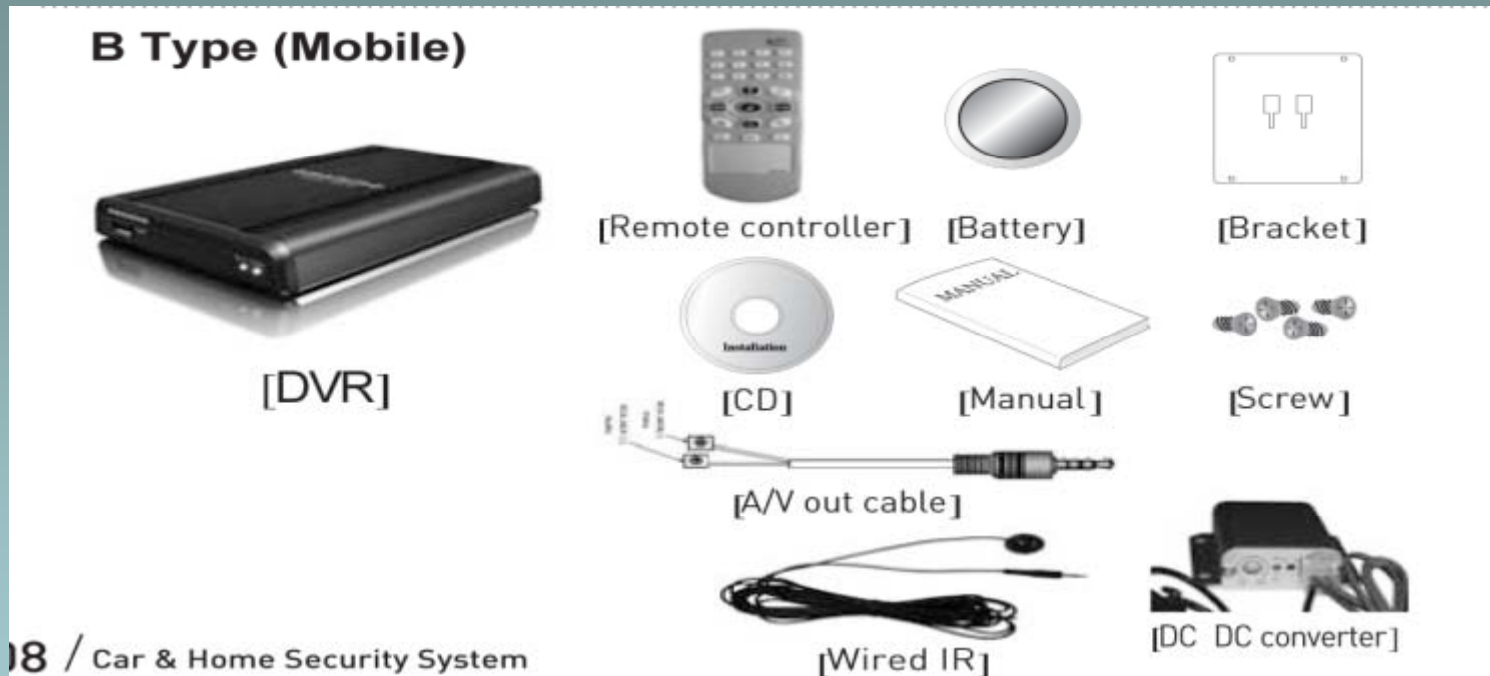 B Type (Mobile)
[DVR]
[Remote controller]
[Battery]
[Bracket]
Installation
[CD]
MANUAL
[Manual]
[Screw]
[A/V out cable]
[Wired IR]
[DC DC converter]
08 / Car & Home Security System